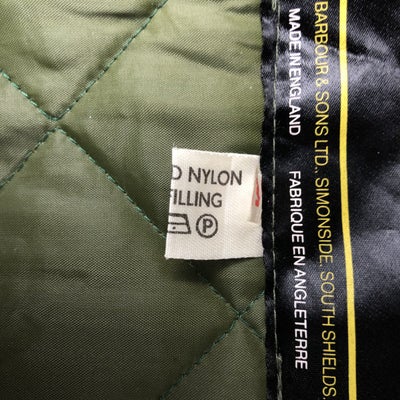 BARBOUR & SONS LTD., SIMONSIDE, SOUTH SHIELDS,
MADE IN ENGLAND FABRIQUE EN ANGLETERRE
D NYLON
FILLING
P